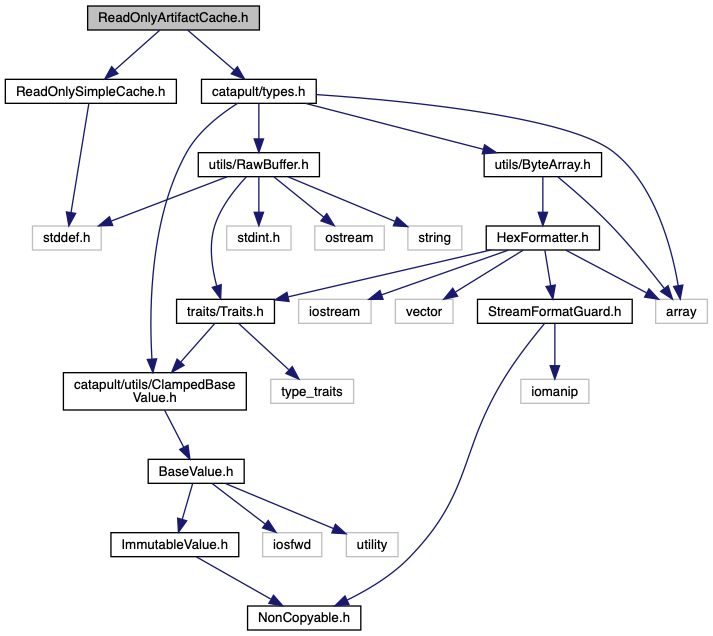 ReadOnlyArtifactCache.h
ReadOnlySimpleCache.h
catapult/types.h
utils/RawBuffer.h
utils/ByteArray.h
stddef.h
stdint.h
ostream
string
HexFormatter.h
traits/Traits.h
iostream
vector
StreamFormatGuard.h
array
catapult/utils/ClampedBase
Value.h
type_traits
iomanip
BaseValue.h
ImmutableValue.h
iosfwd
utility
NonCopyable.h